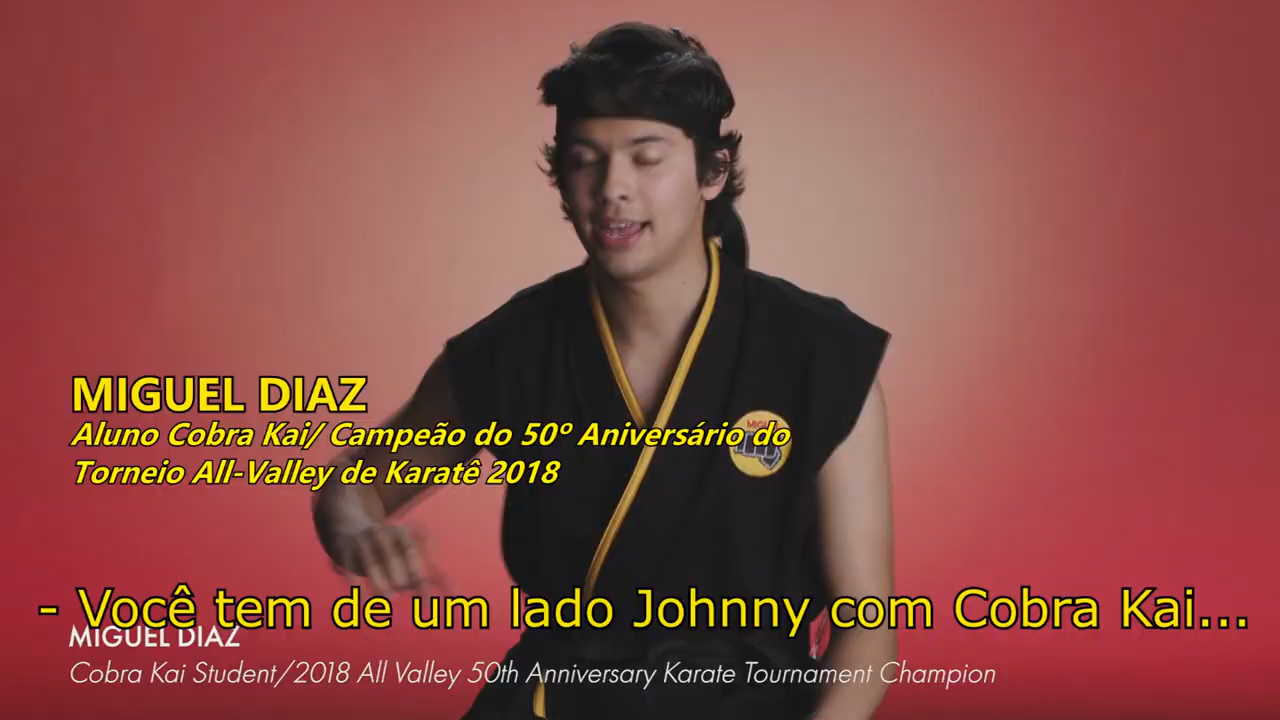 MIGUEL DIAZ
Aluno Cobra Kai/ Campeão do 50º Aniversário do
Torneio All-Valley de Karatê 2018
- Você tem de um lado Johnny com Cobra Kai...
MIGUEL DIAZ
Cobra Kai Student/2018 All Valley 50th Anniversary Karate Tournament Champion